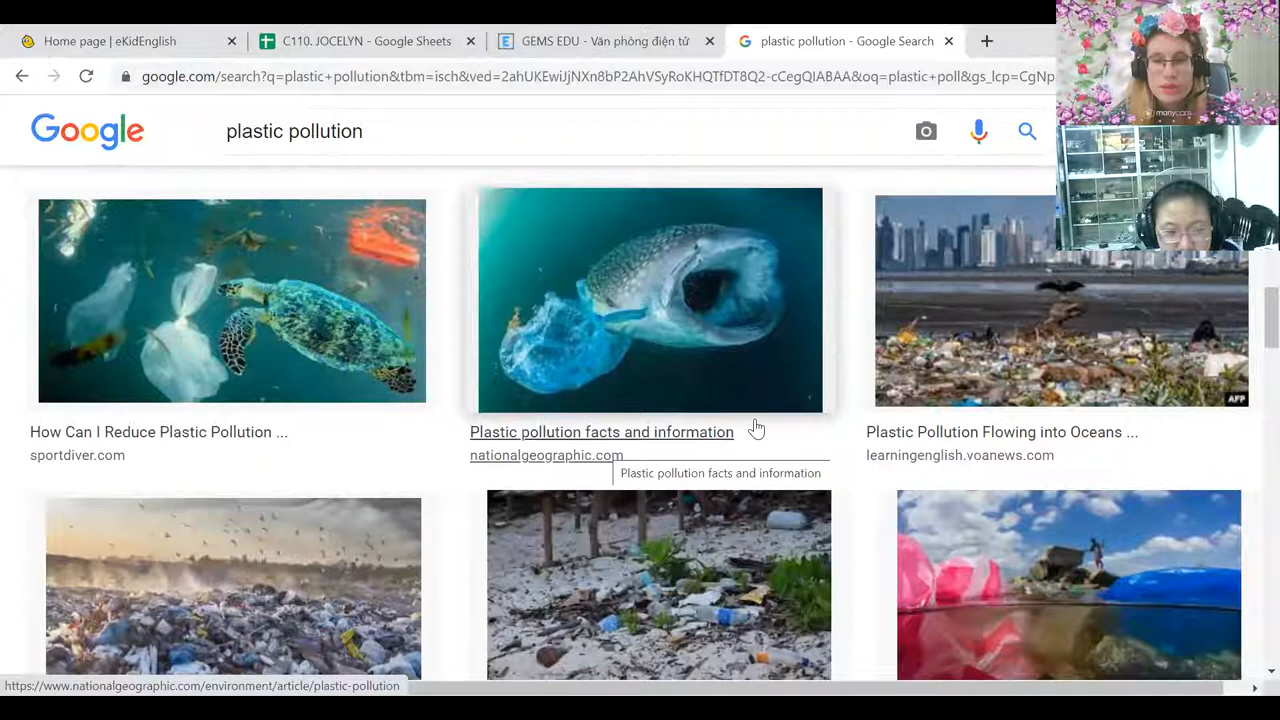 Home page | eKidEnglish
C110. JOCELYN - Google Sheets
GEMS EDU - Văn phòng điện tử
plastic pollution - Google Search
google.com/search?q=plastic+pollution&tbm=isch&ved=2ahUKEwiJjNXn8bP2AhVSyRoKHQTfDT8Q2-cCegQIABAA&oq=plastic+poll&gs_lcp=CgNp
manycam
Google
plastic pollution
AFP
How Can I Reduce Plastic Pollution ...
Plastic pollution facts and information
Plastic Pollution Flowing into Oceans ...
sportdiver.com
nationalgeographic.com
learningenglish.voanews.com
Plastic pollution facts and information
https://www.nationalgeographic.com/environment/article/plastic-pollution